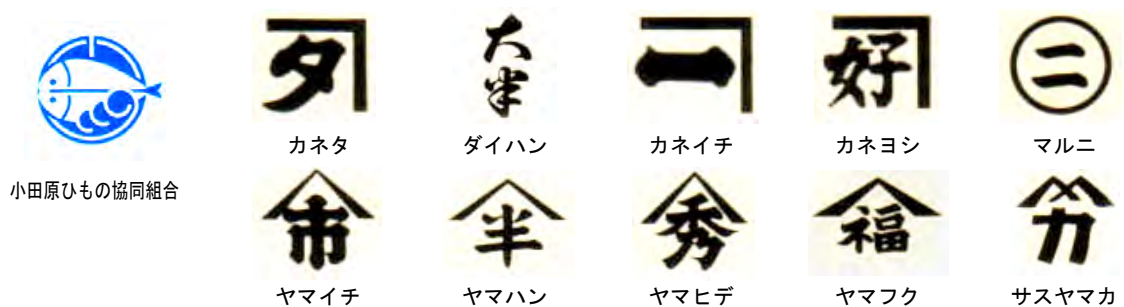 タ
大半
一
好
二
カネタ
ダイハン
カネイチ
カネヨシ
マルニ
小田原ひもの協同組合
市
半
秀
福
カ
ヤマイチ
ヤマハン
ヤマヒデ
ヤマフク
サスヤマカ